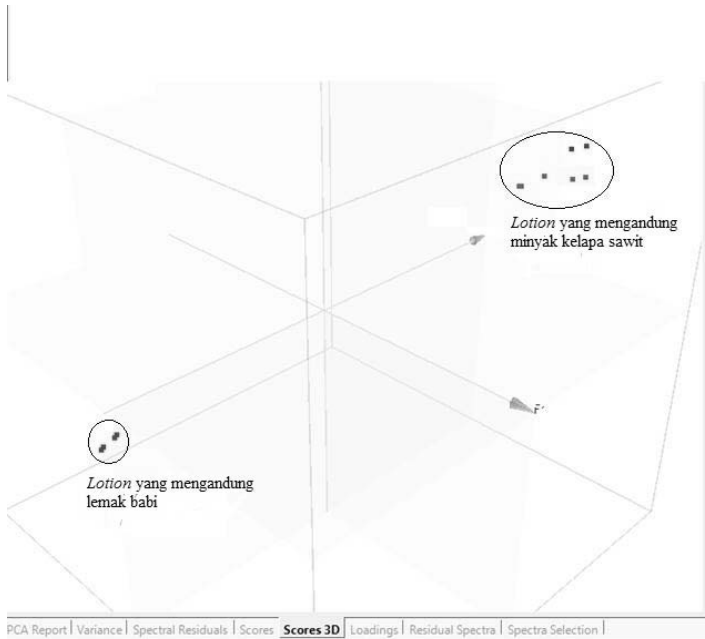 Lotion yang mengandung
minyak kelapa sawit
Lotion yang mengandung
lemak babi
PCA Report | Variance | Spectral Residuals | Scores | Scores 3D | Loadings | Residual Spectra | Spectra Selection |